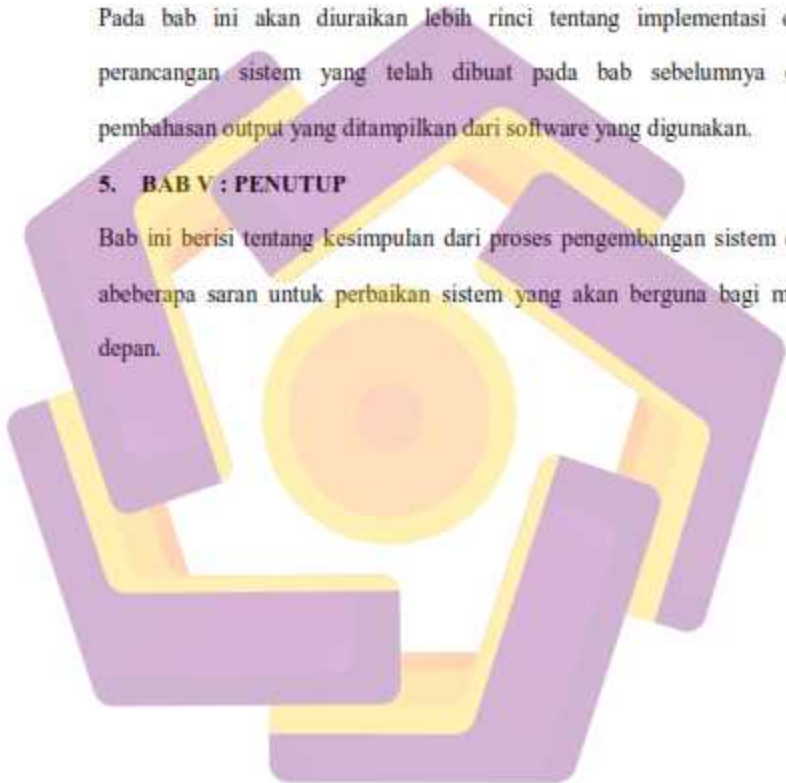 Pada bab ini akan diuraikan lebih rinci tentang implementasi
perancangan sistem yang telah dibuat pada bab sebelumnya
pembahasan output yang ditampilkan dari software yang digunakan.
5. BAB V : PENUTUP
Bab ini berisi tentang kesimpulan dari proses pengembangan sistem
abeberapa saran untuk perbaikan sistem yang akan berguna bagi
depan.